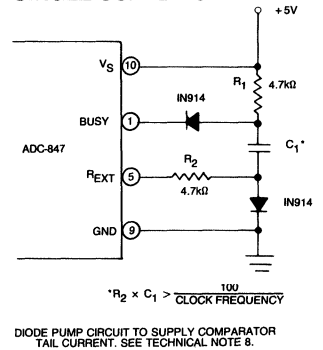 +5V
VS 10
R1 4.7kΩ
IN914
BUSY 1
C1*
ADC-847
R2
REXT 5
4.7kΩ
IN914
GND 9
*R2 × C1 > 100 / CLOCK FREQUENCY
DIODE PUMP CIRCUIT TO SUPPLY COMPARATOR
TAIL CURRENT. SEE TECHNICAL NOTE 8.